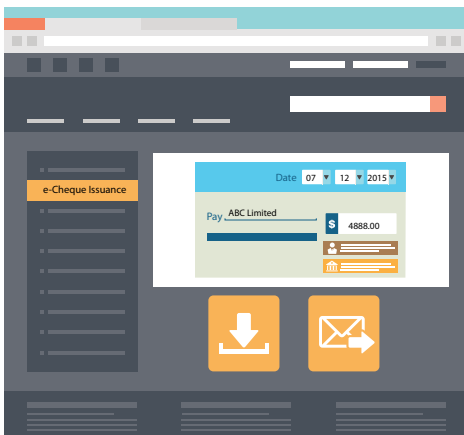 Date 07 12 2015
e-Cheque Issuance
Pay ABC Limited
$ 4888.00